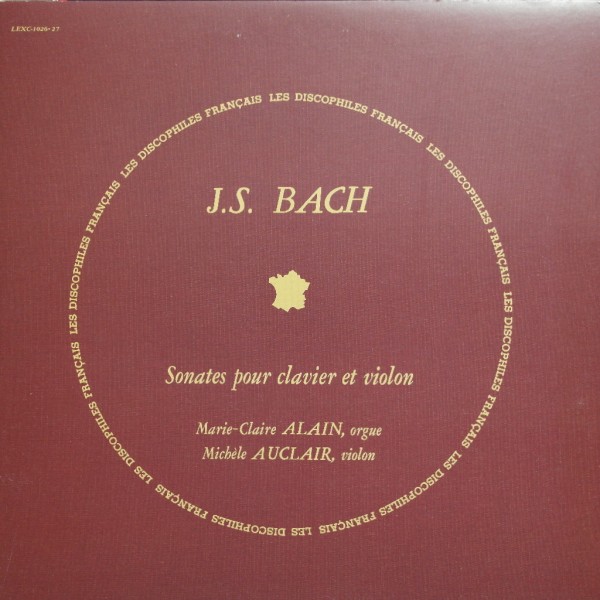 LEXC-1026•27
J.S. BACH
Sonates pour clavier et violon
Marie-Claire ALAIN, orgue
Michèle AUCLAIR, violon
LES DISCOPHILES FRANÇAIS LES DISCOPHILES FRANÇAIS LES DISCOPHILES FRANÇAIS LES DISCOPHILES FRANÇAIS LES DISCOPHILES FRANÇAIS LES DISCOPHILES FRANÇAIS